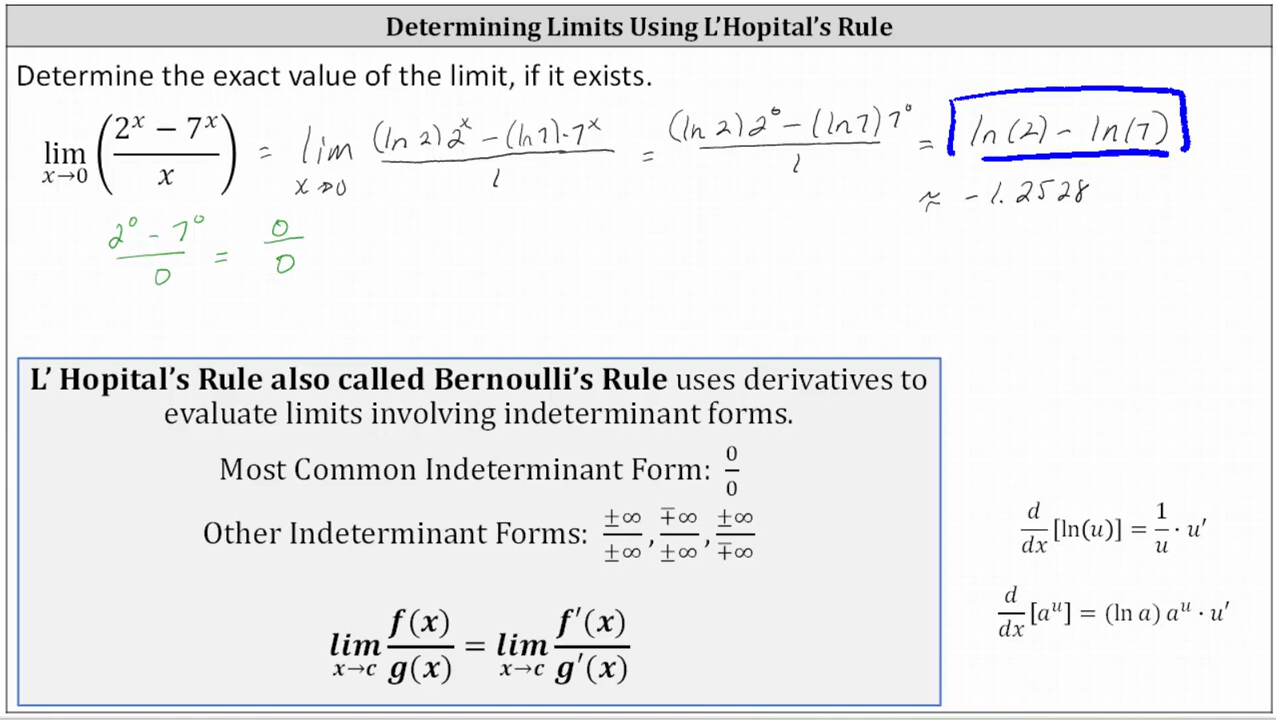 Determining Limits Using L’Hopital’s Rule
Determine the exact value of the limit, if it exists.
lim x→0 ((2^x − 7^x)/x) = lim x→0 ((ln 2)2^x − (ln 7)·7^x)/1 = ((ln 2)2^0 − (ln 7)7^0)/1 = ln(2) − ln(7)
≈ −1.2528
(2^0 − 7^0)/0 = 0/0
L’ Hopital’s Rule also called Bernoulli’s Rule uses derivatives to
evaluate limits involving indeterminant forms.
Most Common Indeterminant Form: 0/0
Other Indeterminant Forms: ±∞/±∞, ∓∞/±∞, ±∞/∓∞
lim x→c f(x)/g(x) = lim x→c f′(x)/g′(x)
d/dx [ln(u)] = 1/u · u′
d/dx [a^u] = (ln a) a^u · u′